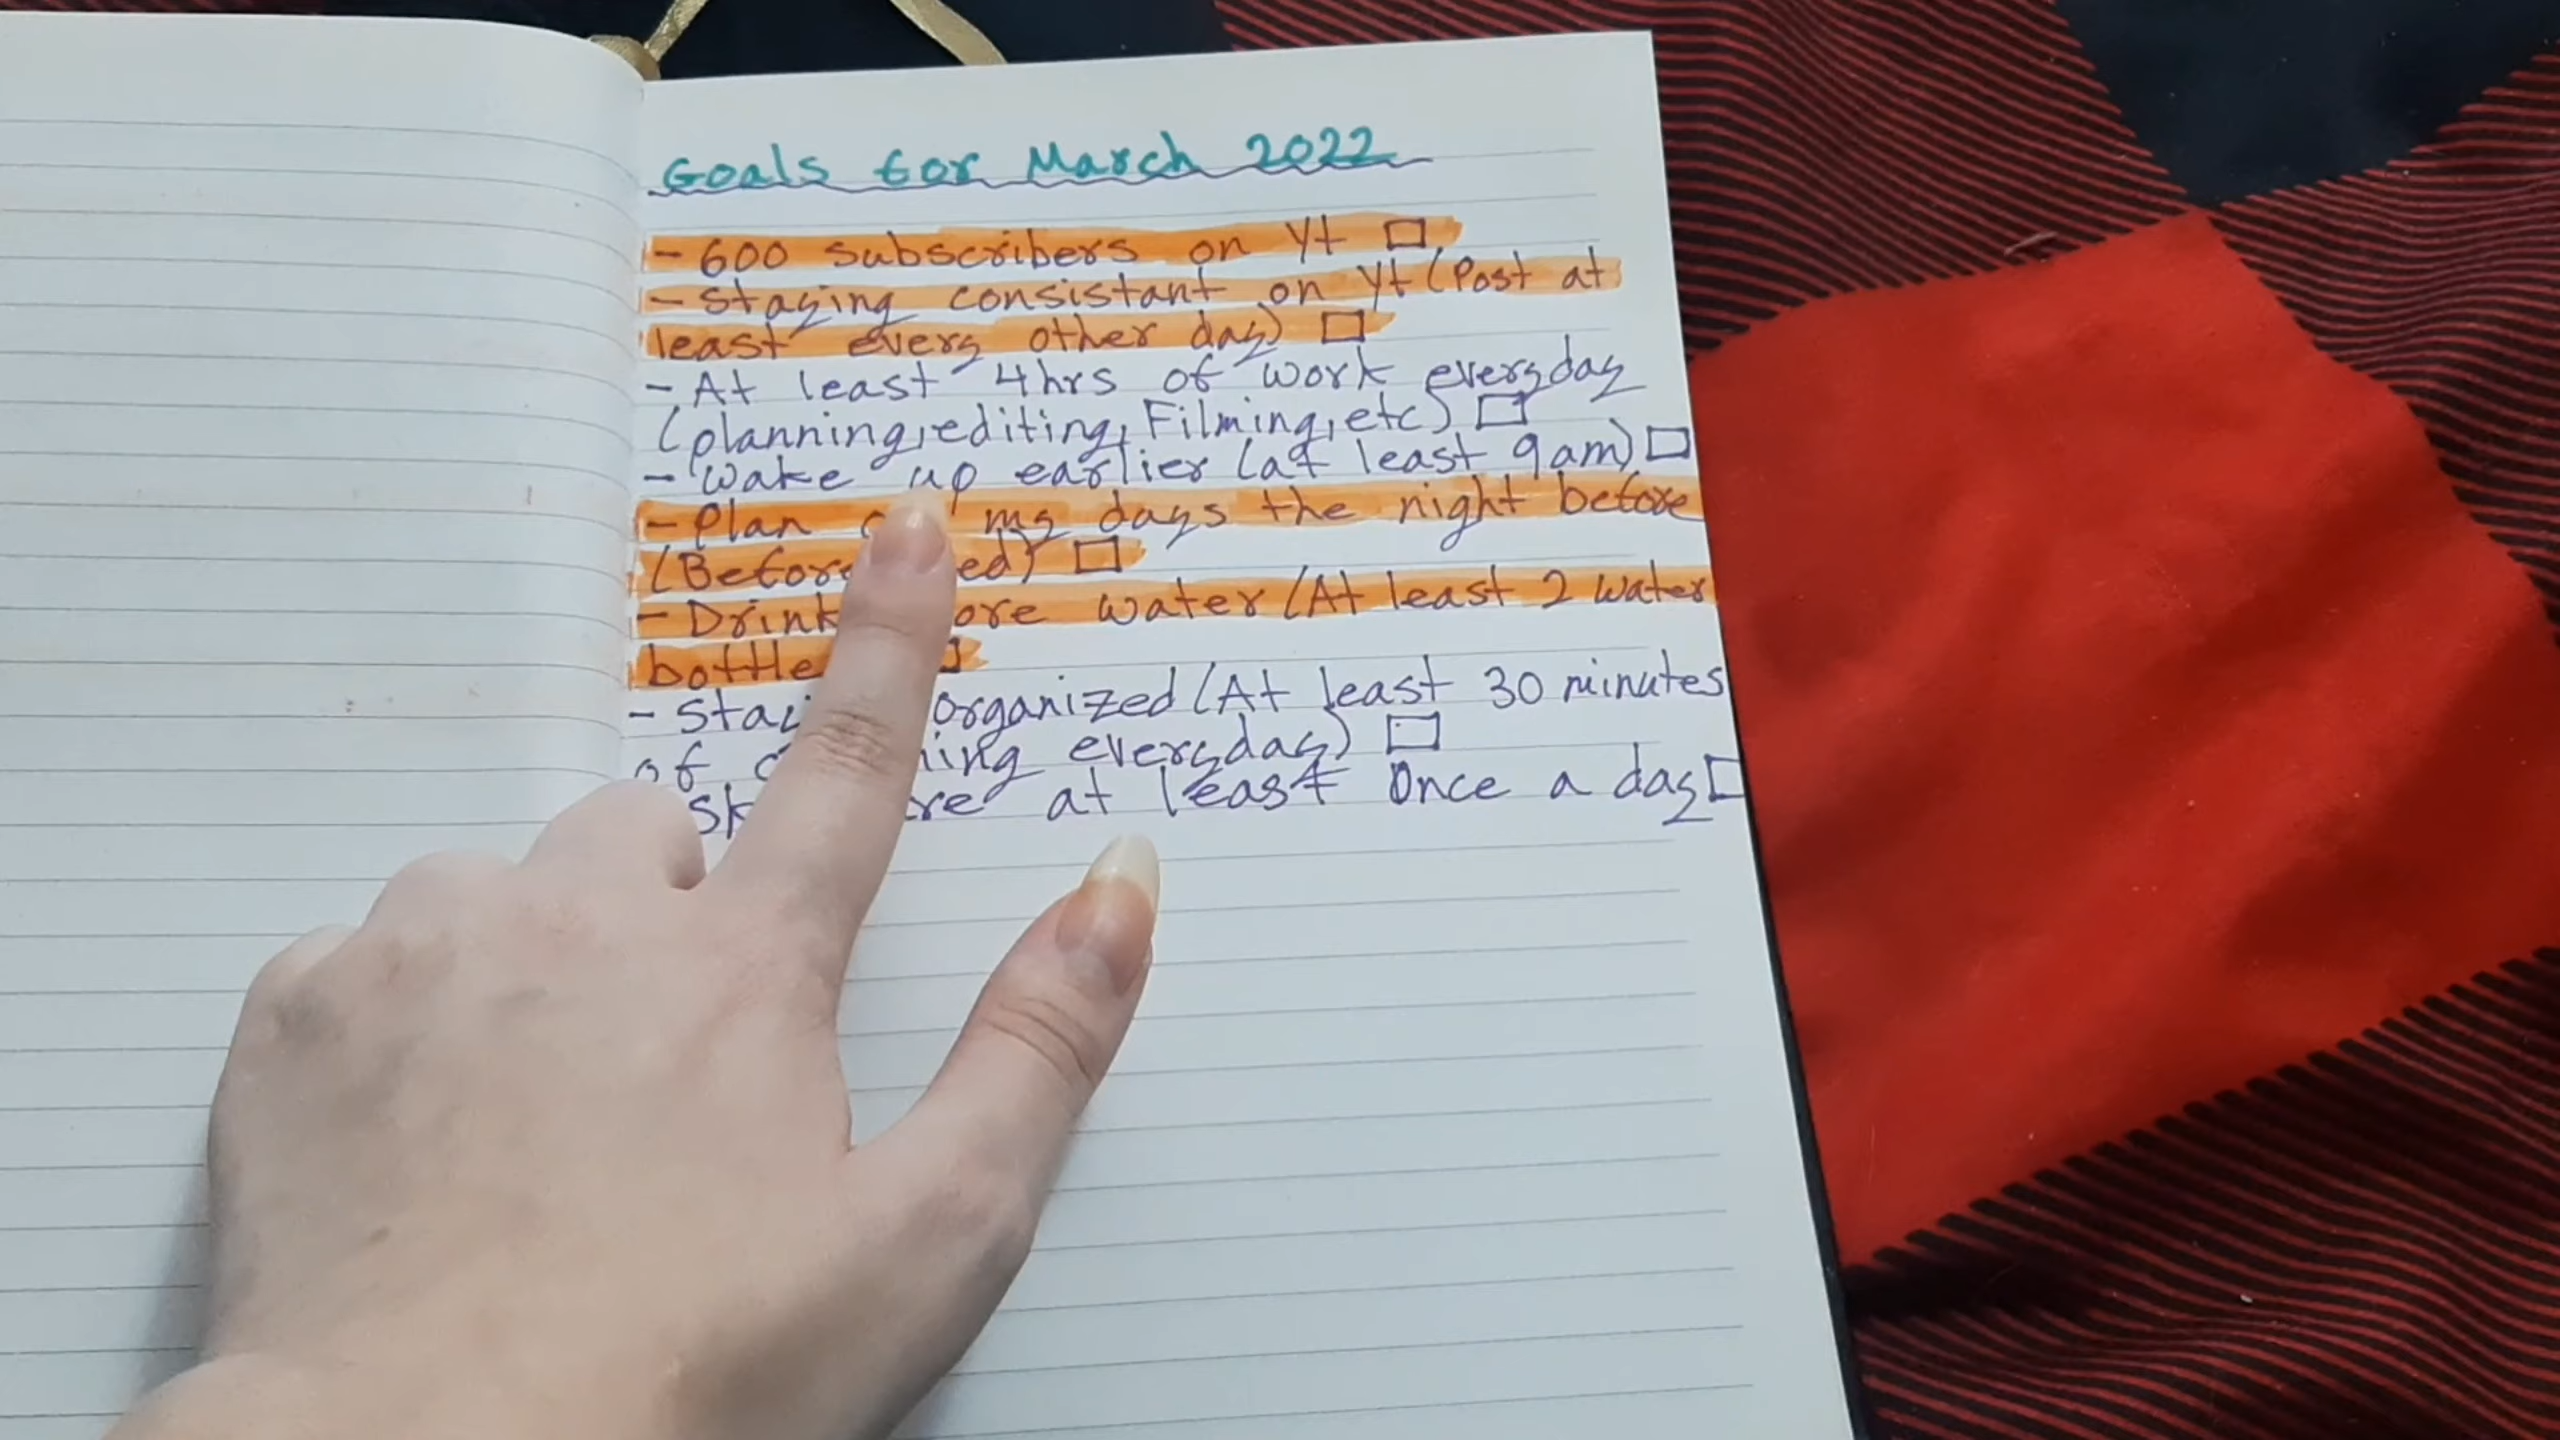 Goals for March 2022
- 600 subscribers on yt
- Staying consistant on yt (Post at
least every other day)
- At least 4hrs of work everyday
(planning, editing, Filming, etc)
- Wake up earlier (at least 9am)
- Plan my days the night before
(Before
- Drink water (At least 2 water
bottle
- organized (At least 30 minutes
of everyday)
at least Once a day